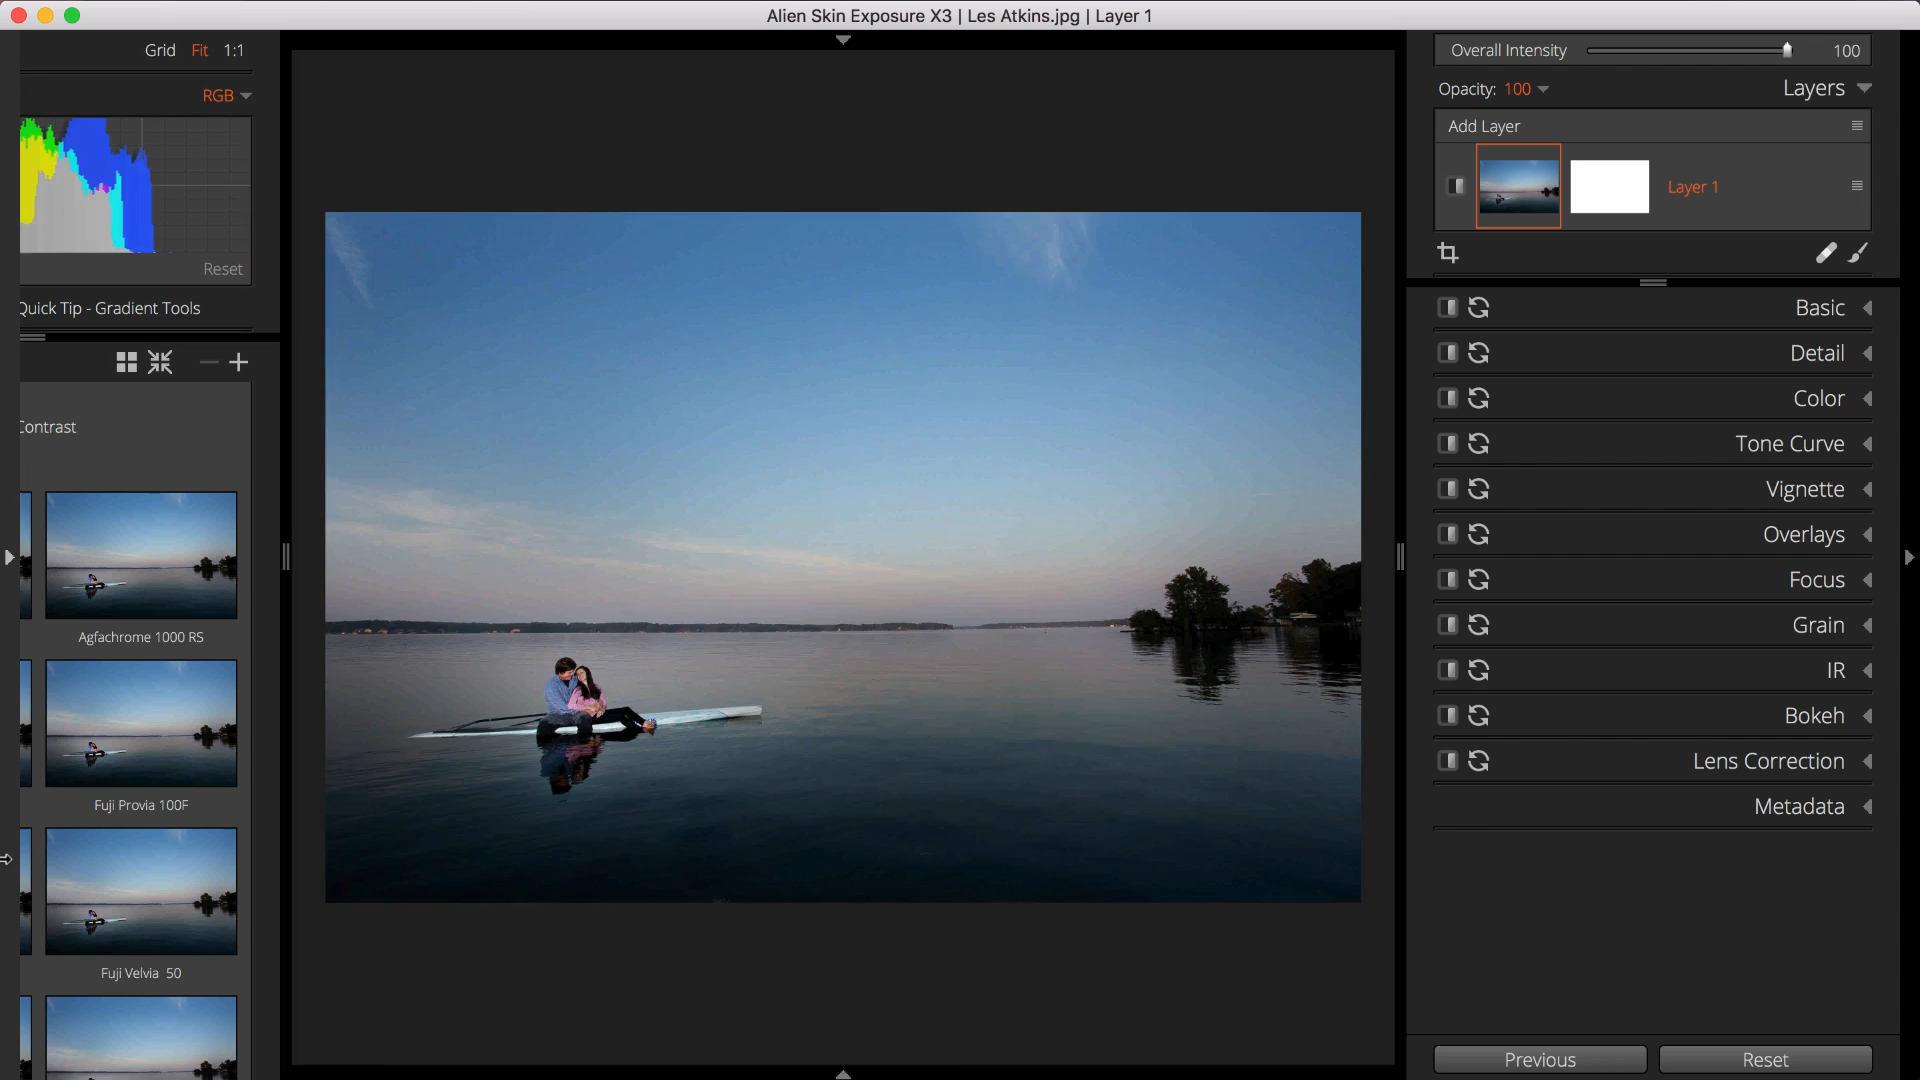 Alien Skin Exposure X3 | Les Atkins.jpg | Layer 1
Grid Fit 1:1
RGB
Reset
Quick Tip - Gradient Tools
Contrast
Agfachrome 1000 RS
Fuji Provia 100F
Fuji Velvia 50
Overall Intensity 100
Opacity: 100 Layers
Add Layer
Layer 1
Basic
Detail
Color
Tone Curve
Vignette
Overlays
Focus
Grain
IR
Bokeh
Lens Correction
Metadata
Previous Reset